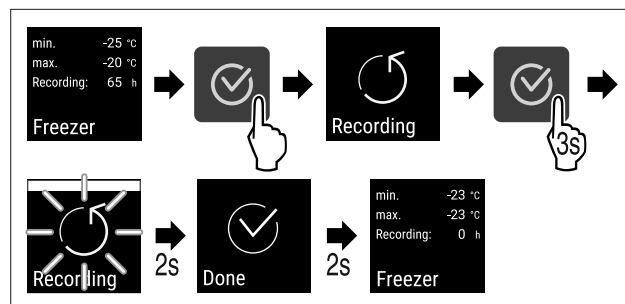 min. -25 °C
max. -20 °C
Recording: 65 h
Freezer
Recording
3s
Recording
2s
Done
2s
min. -23 °C
max. -23 °C
Recording: 0 h
Freezer